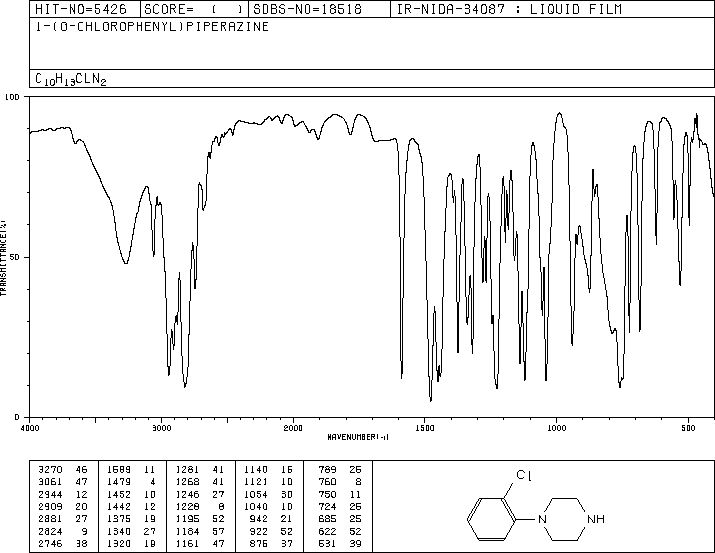 HIT-NO=5426 SCORE= ( ) SDBS-NO=18518 IR-NIDA-34087 : LIQUID FILM
1-(O-CHLOROPHENYL)PIPERAZINE
C10H13CLN2
100
50
0
TRANSMITTANCE(%)
4000 3000 2000 1500 1000 500
WAVENUMBER(-1)
3270 46 1589 11 1281 41 1140 15 789 25
3061 47 1479 4 1268 41 1121 10 760 8
2944 12 1452 10 1246 27 1054 30 750 11
2909 20 1442 12 1228 8 1040 10 724 25
2881 27 1375 19 1195 52 942 21 685 25
2824 9 1340 27 1184 57 922 52 622 52
2746 38 1320 19 1161 47 876 37 531 39
Cl
N
NH